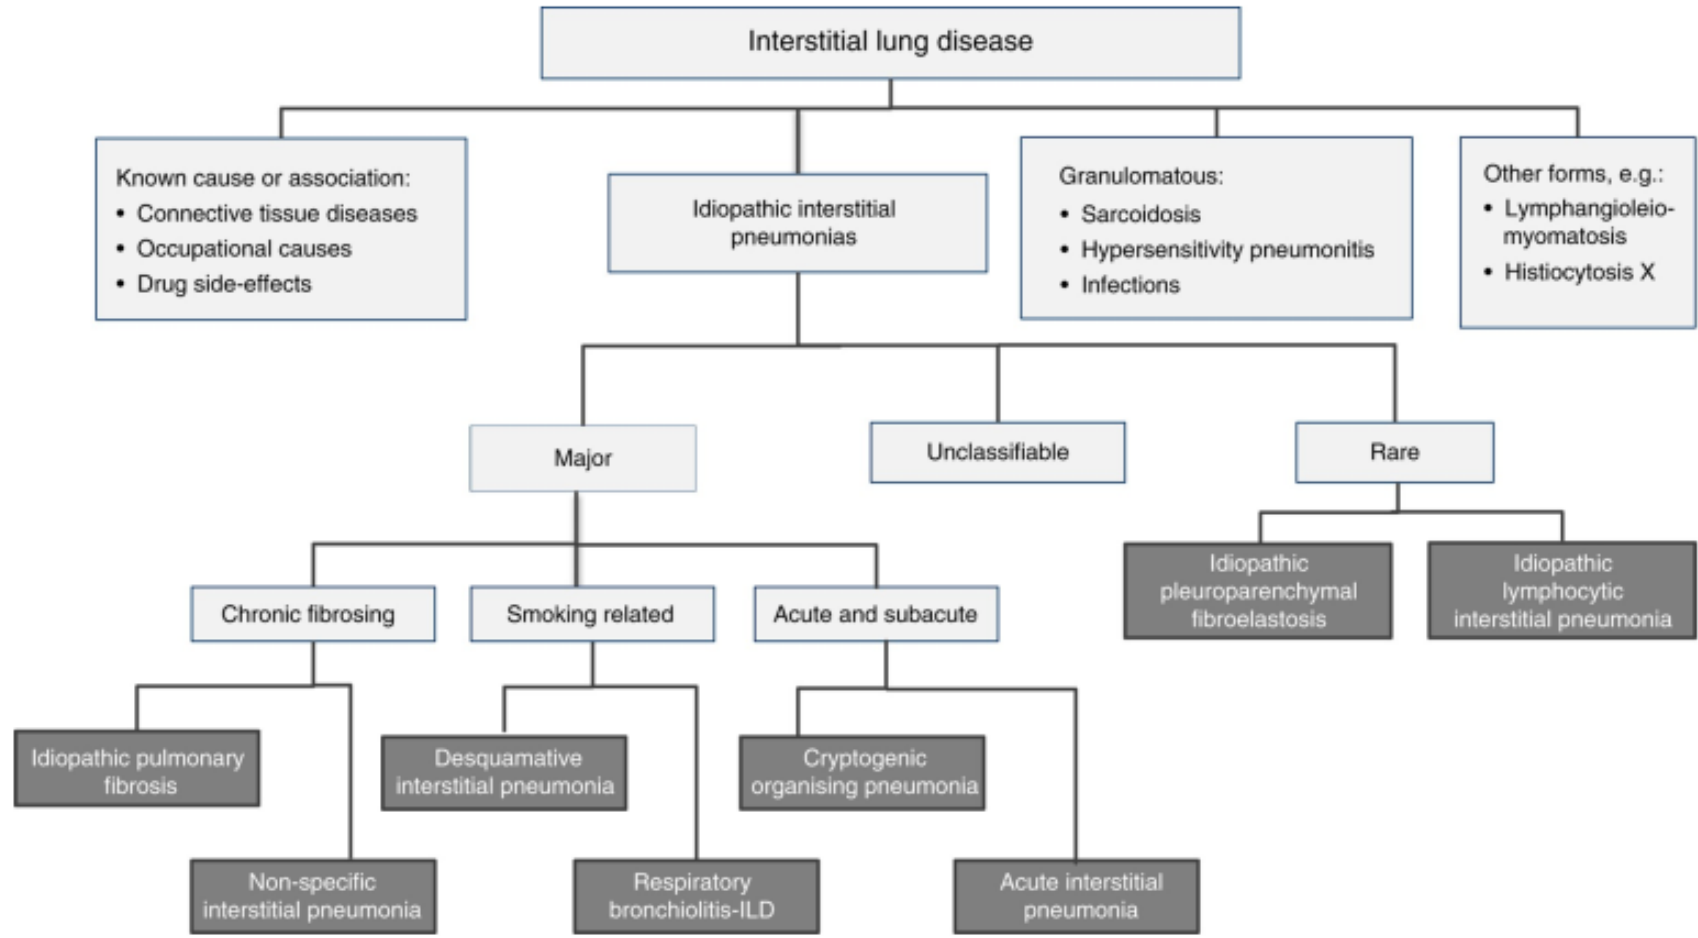 Interstitial lung disease
Known cause or association:
• Connective tissue diseases
• Occupational causes
• Drug side-effects
Idiopathic interstitial
pneumonias
Granulomatous:
• Sarcoidosis
• Hypersensitivity pneumonitis
• Infections
Other forms, e.g.:
• Lymphangioleio-
myomatosis
• Histiocytosis X
Major
Unclassifiable
Rare
Chronic fibrosing
Smoking related
Acute and subacute
Idiopathic
pleuroparenchymal
fibroelastosis
Idiopathic
lymphocytic
interstitial pneumonia
Idiopathic pulmonary
fibrosis
Desquamative
interstitial pneumonia
Cryptogenic
organising pneumonia
Non-specific
interstitial pneumonia
Respiratory
bronchiolitis-ILD
Acute interstitial
pneumonia